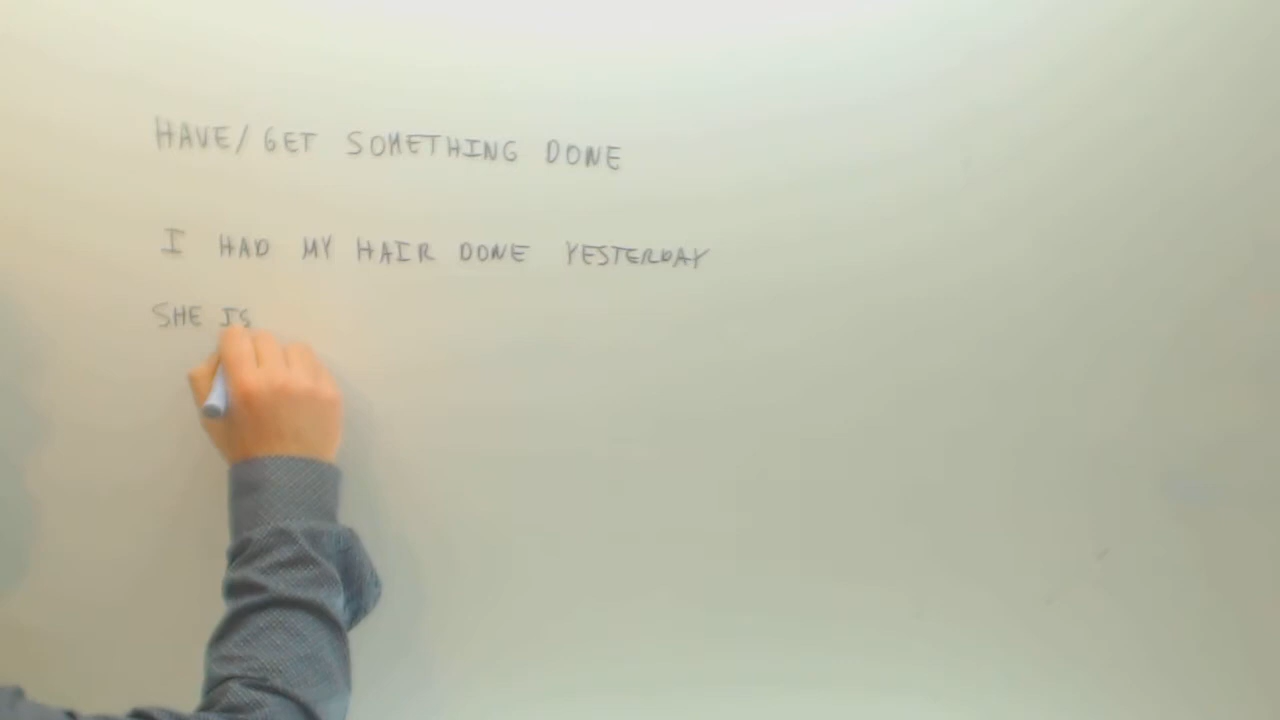 HAVE/GET SOMETHING DONE
I HAD MY HAIR DONE YESTERDAY
SHE IS